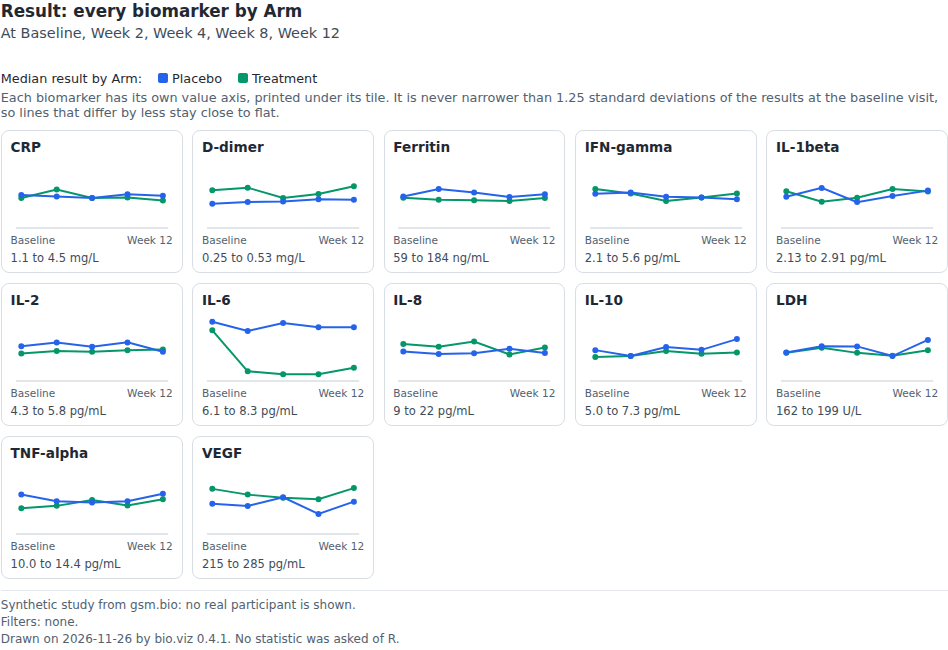 Result: every biomarker by Arm
At Baseline, Week 2, Week 4, Week 8, Week 12
Median result by Arm: Placebo Treatment
Each biomarker has its own value axis, printed under its tile. It is never narrower than 1.25 standard deviations of the results at the baseline visit,
so lines that differ by less stay close to flat.
CRP
Baseline Week 12
1.1 to 4.5 mg/L
D-dimer
Baseline Week 12
0.25 to 0.53 mg/L
Ferritin
Baseline Week 12
59 to 184 ng/mL
IFN-gamma
Baseline Week 12
2.1 to 5.6 pg/mL
IL-1beta
Baseline Week 12
2.13 to 2.91 pg/mL
IL-2
Baseline Week 12
4.3 to 5.8 pg/mL
IL-6
Baseline Week 12
6.1 to 8.3 pg/mL
IL-8
Baseline Week 12
9 to 22 pg/mL
IL-10
Baseline Week 12
5.0 to 7.3 pg/mL
LDH
Baseline Week 12
162 to 199 U/L
TNF-alpha
Baseline Week 12
10.0 to 14.4 pg/mL
VEGF
Baseline Week 12
215 to 285 pg/mL
Synthetic study from gsm.bio: no real participant is shown.
Filters: none.
Drawn on 2026-11-26 by bio.viz 0.4.1. No statistic was asked of R.